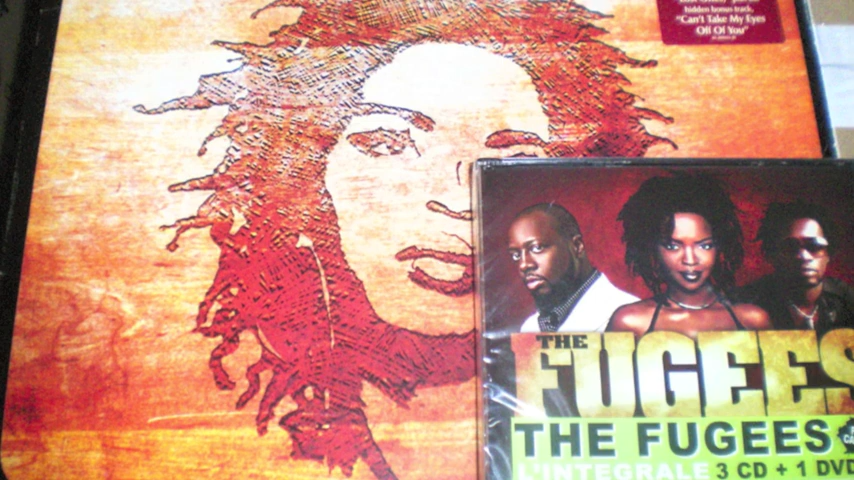 hidden bonus track,
"Can't Take My Eyes
Off Of You"
THE
FUGEES
THE FUGEES
L'INTEGRALE 3 CD + 1 DVD